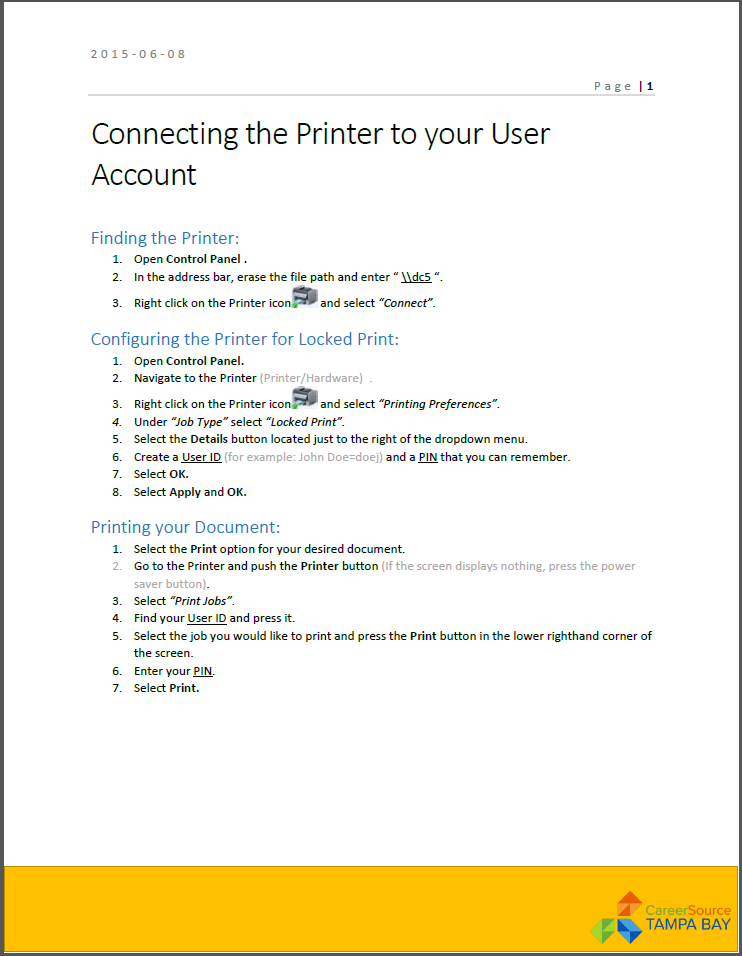 2015-06-08
Page | 1
Connecting the Printer to your User
Account
Finding the Printer:
1. Open Control Panel .
2. In the address bar, erase the file path and enter “ \\dc5 “.
3. Right click on the Printer icon and select “Connect”.
Configuring the Printer for Locked Print:
1. Open Control Panel.
2. Navigate to the Printer (Printer/Hardware) .
3. Right click on the Printer icon and select “Printing Preferences”.
4. Under “Job Type” select “Locked Print”.
5. Select the Details button located just to the right of the dropdown menu.
6. Create a User ID (for example: John Doe=doej) and a PIN that you can remember.
7. Select OK.
8. Select Apply and OK.
Printing your Document:
1. Select the Print option for your desired document.
2. Go to the Printer and push the Printer button (If the screen displays nothing, press the power
saver button).
3. Select “Print Jobs”.
4. Find your User ID and press it.
5. Select the job you would like to print and press the Print button in the lower righthand corner of
the screen.
6. Enter your PIN.
7. Select Print.
CareerSource
TAMPA BAY